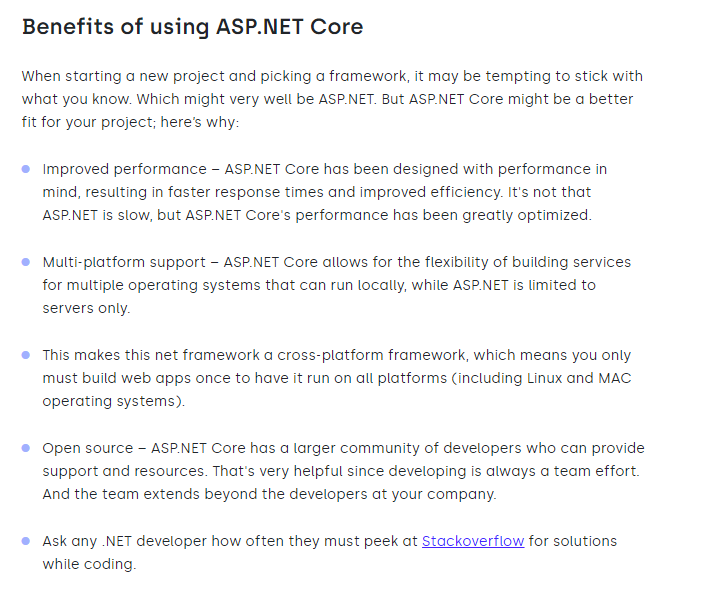 Benefits of using ASP.NET Core
When starting a new project and picking a framework, it may be tempting to stick with
what you know. Which might very well be ASP.NET. But ASP.NET Core might be a better
fit for your project; here's why:
Improved performance – ASP.NET Core has been designed with performance in
mind, resulting in faster response times and improved efficiency. It's not that
ASP.NET is slow, but ASP.NET Core's performance has been greatly optimized.
Multi-platform support – ASP.NET Core allows for the flexibility of building services
for multiple operating systems that can run locally, while ASP.NET is limited to
servers only.
This makes this net framework a cross-platform framework, which means you only
must build web apps once to have it run on all platforms (including Linux and MAC
operating systems).
Open source – ASP.NET Core has a larger community of developers who can provide
support and resources. That's very helpful since developing is always a team effort.
And the team extends beyond the developers at your company.
Ask any .NET developer how often they must peek at Stackoverflow for solutions
while coding.